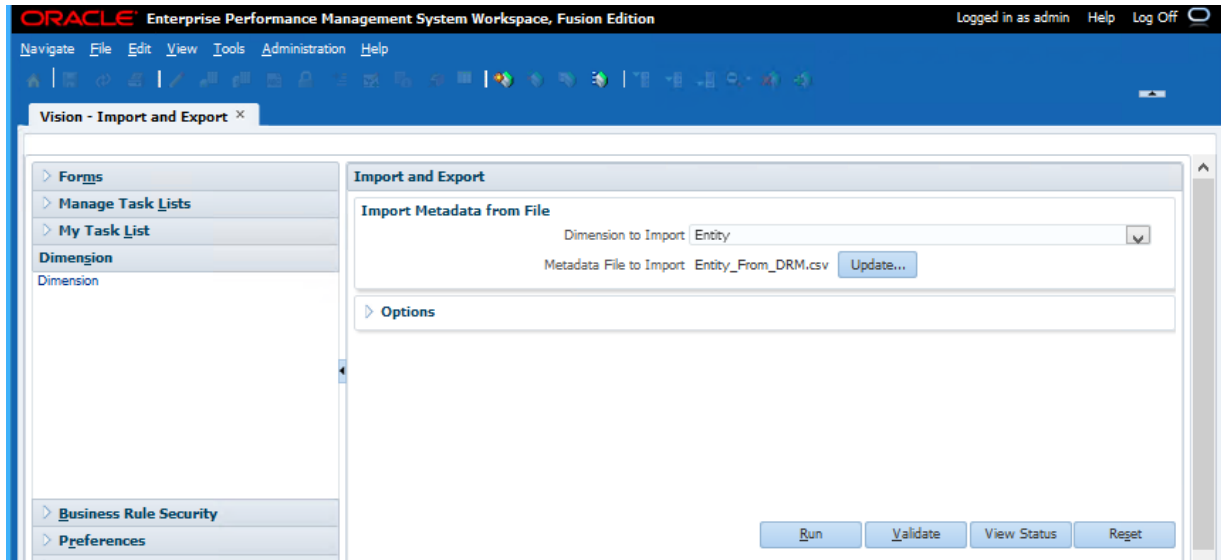 ORACLE Enterprise Performance Management System Workspace, Fusion Edition Logged in as admin Help Log Off
Navigate File Edit View Tools Administration Help
Vision - Import and Export ×
Forms
Manage Task Lists
My Task List
Dimension
Dimension
Business Rule Security
Preferences
Import and Export
Import Metadata from File
Dimension to Import Entity
Metadata File to Import Entity_From_DRM.csv Update...
Options
Run Validate View Status Reset